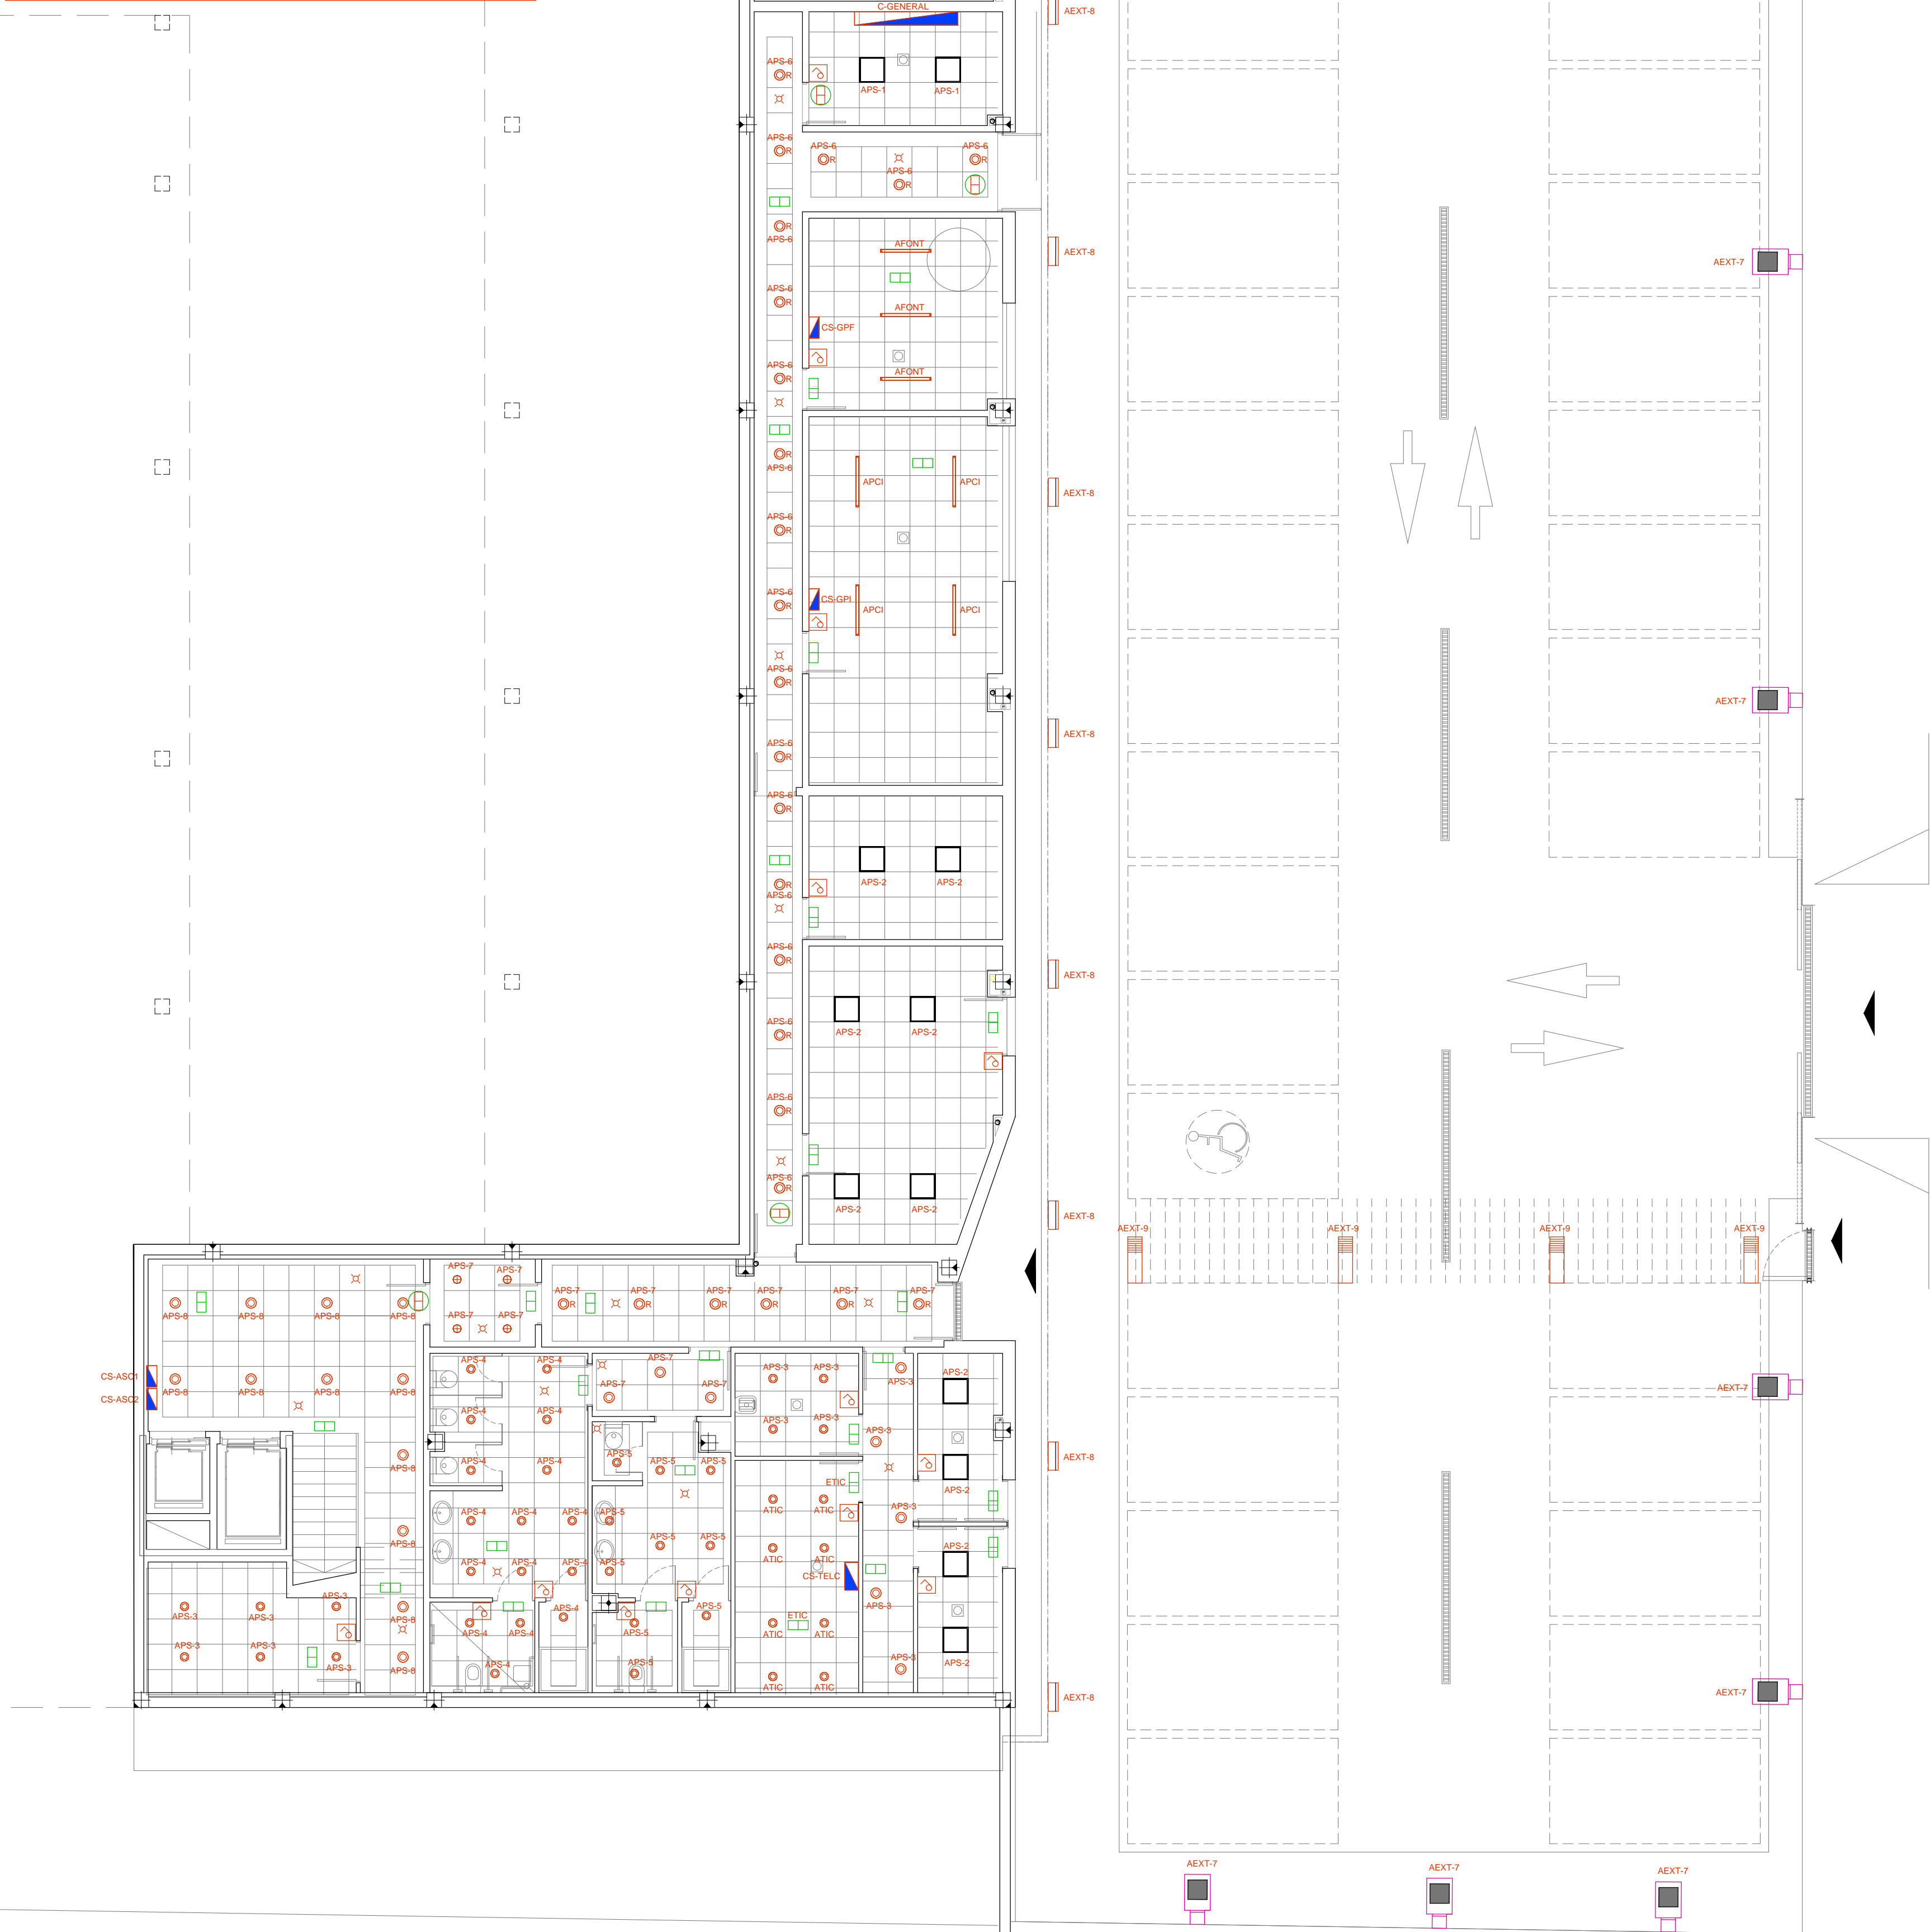 C-GENERAL
AEXT-8
APS-6
R
APS-1 APS-1
APS-6
R
APS-6 APS-6
R R
APS-6
R
R
APS-6
AFONT
AEXT-8
AEXT-7
APS-6
R
AFONT
CS-GPF
APS-6
R
AFONT
R
APS-6
APCI APCI
AEXT-8
APS-6
R
APS-6
R
CS-GPI
APCI APCI
APS-6
R
AEXT-7
APS-6
R
AEXT-8
APS-6
R
APS-2 APS-2
R
APS-6
APS-6
R
AEXT-8
APS-6
R
APS-2 APS-2
APS-6
R
APS-6
R
APS-2 APS-2
AEXT-8
AEXT-9 AEXT-9 AEXT-9 AEXT-9
APS-7 APS-7
APS-7 APS-7 APS-7 APS-7 APS-7 APS-7
R R R R R R
APS-8 APS-8 APS-8 APS-8
APS-7 APS-7
APS-4 APS-4 APS-7 APS-3 APS-3 APS-2
APS-3
CS-ASC1
CS-ASC2
APS-8 APS-8 APS-8 APS-8
APS-7 APS-7
AEXT-7
APS-4 APS-4 APS-3 APS-3 APS-3
APS-8
APS-5
APS-4 APS-4 APS-5 APS-5
AEXT-8
ETIC
APS-2
APS-4 APS-4 APS-4 APS-5
ATIC ATIC
APS-3
APS-8
APS-5 APS-5
APS-2
APS-4 APS-4 APS-4 APS-5
ATIC ATIC
CS-TELC
APS-3 APS-3 APS-3
APS-8
APS-4 APS-5
APS-3
ETIC
APS-4 APS-4 APS-5
ATIC ATIC
APS-3 APS-3 APS-3
APS-8
APS-4 APS-5
APS-3
APS-2
ATIC ATIC
AEXT-8
AEXT-7
AEXT-7 AEXT-7 AEXT-7